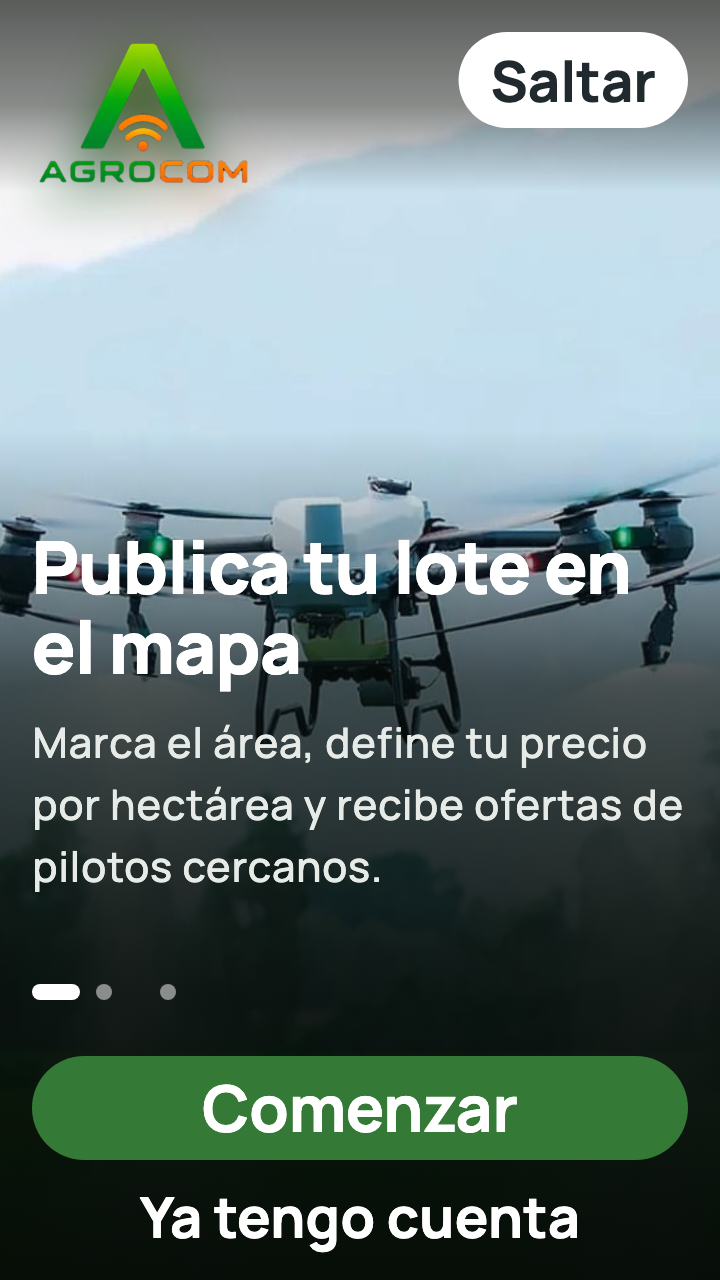 AGROCOM
Saltar
Publica tu lote en
el mapa
Marca el área, define tu precio
por hectárea y recibe ofertas de
pilotos cercanos.
Comenzar
Ya tengo cuenta